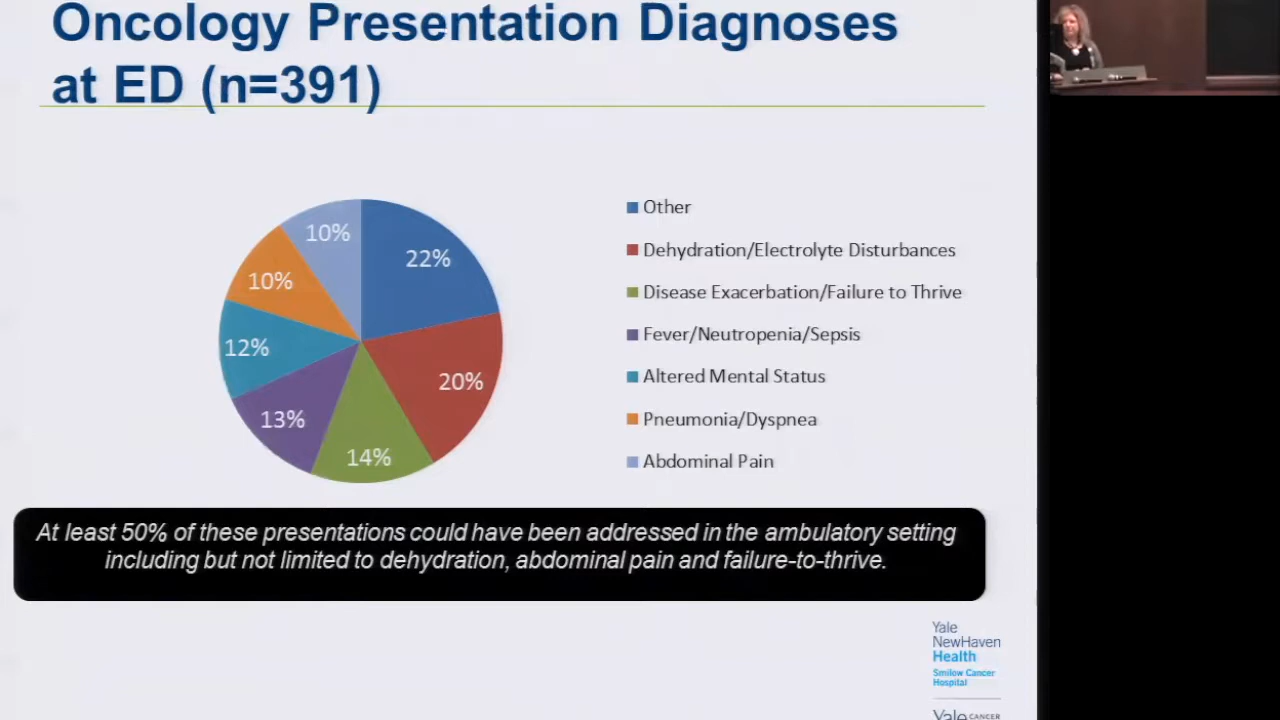 Oncology Presentation Diagnoses
at ED (n=391)
10%
22%
10%
12%
20%
13%
14%
Other
Dehydration/Electrolyte Disturbances
Disease Exacerbation/Failure to Thrive
Fever/Neutropenia/Sepsis
Altered Mental Status
Pneumonia/Dyspnea
Abdominal Pain
At least 50% of these presentations could have been addressed in the ambulatory setting
including but not limited to dehydration, abdominal pain and failure-to-thrive.
Yale
NewHaven
Health
Smilow Cancer
Hospital
Yale CANCER